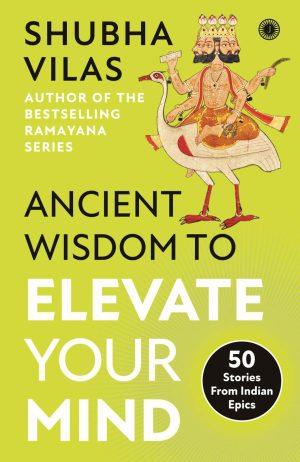 SHUBHA
VILAS
AUTHOR OF THE
BESTSELLING
RAMAYANA
SERIES
ANCIENT
WISDOM TO
ELEVATE
YOUR
MIND
50
Stories
From Indian
Epics